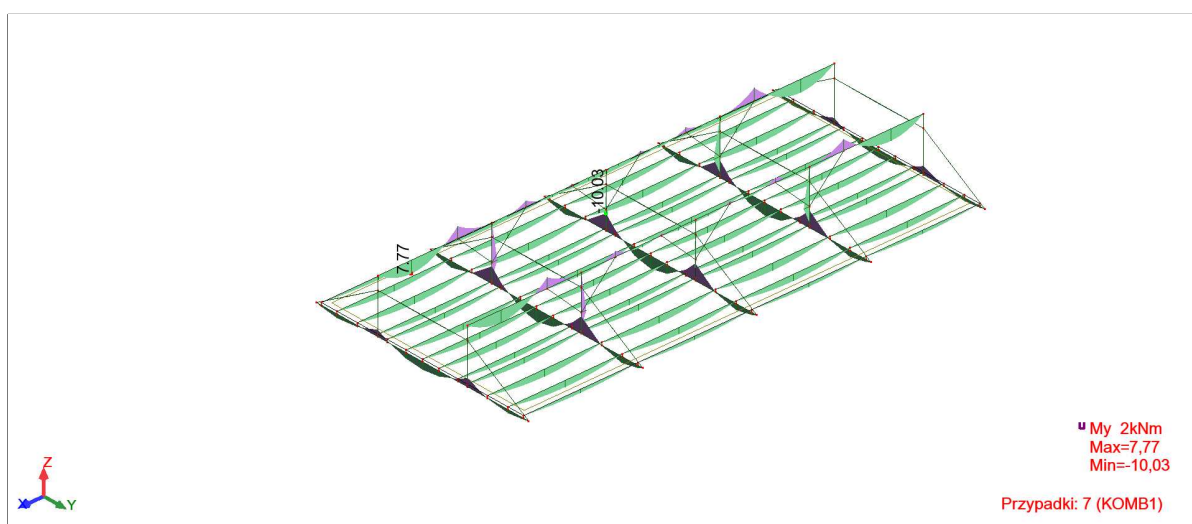 -10,03
7,77
My 2kNm
Max=7,77
Min=-10,03
Z
X
Y
Przypadki: 7 (KOMB1)